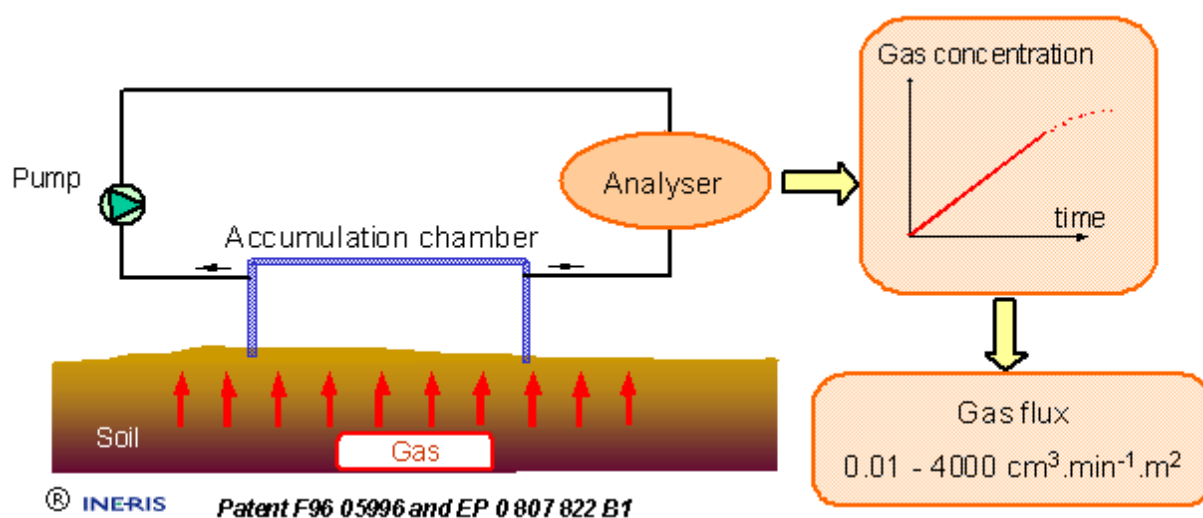 Gas concentration
time
Pump
Analyser
Accumulation chamber
Soil
Gas
Gas flux
0.01 - 4000 cm³.min⁻¹.m²
® INERIS
Patent F96 05996 and EP 0 807 822 B1